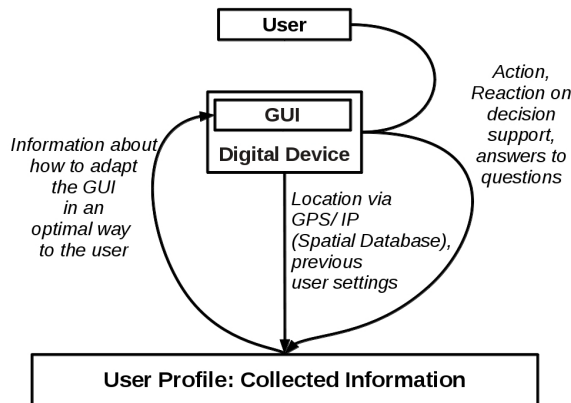 User
GUI
Digital Device
Action,
Reaction on
decision
support,
answers to
questions
Information about
how to adapt
the GUI
in an
optimal way
to the user
Location via
GPS/ IP
(Spatial Database),
previous
user settings
User Profile: Collected Information